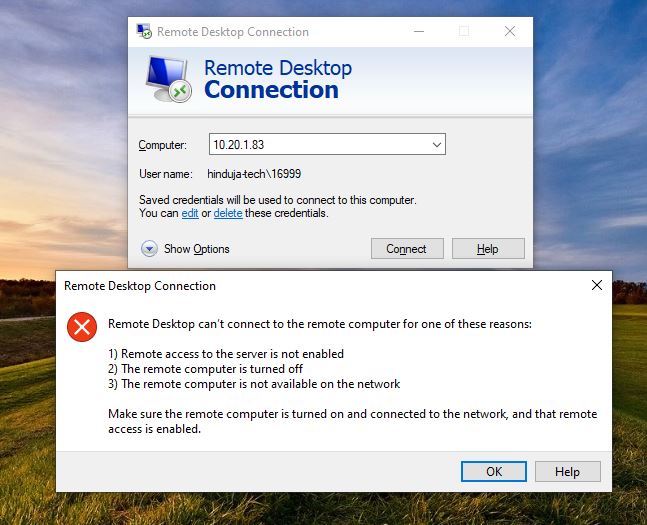 Remote Desktop Connection
Remote Desktop
Connection
Computer: 10.20.1.83
User name: hinduja-tech\16999
Saved credentials will be used to connect to this computer.
You can edit or delete these credentials.
Show Options Connect Help
Remote Desktop Connection
Remote Desktop can't connect to the remote computer for one of these reasons:
1) Remote access to the server is not enabled
2) The remote computer is turned off
3) The remote computer is not available on the network
Make sure the remote computer is turned on and connected to the network, and that remote
access is enabled.
OK Help